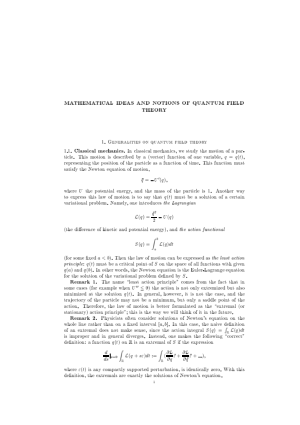 MATHEMATICAL IDEAS AND NOTIONS OF QUANTUM FIELD
THEORY
1. Generalities on quantum field theory
1.1. Classical mechanics. In classical mechanics, we study the motion of a par-
ticle. This motion is described by a (vector) function of one variable, q = q(t),
representing the position of the particle as a function of time. This function must
satisfy the Newton equation of motion,
q̈ = −U′(q),
where U the potential energy, and the mass of the particle is 1. Another way
to express this law of motion is to say that q(t) must be a solution of a certain
variational problem. Namely, one introduces the Lagrangian
L(q) = q̇²/2 − U(q)
(the difference of kinetic and potential energy), and the action functional
S(q) = ∫ₐᵇ L(q)dt
(for some fixed a < b). Then the law of motion can be expressed as the least action
principle: q(t) must be a critical point of S on the space of all functions with given
q(a) and q(b). In other words, the Newton equation is the Euler-Lagrange equation
for the solution of the variational problem defined by S.
Remark 1. The name "least action principle" comes from the fact that in
some cases (for example when U″ ≤ 0) the action is not only extremized but also
minimized at the solution q(t). In general, however, it is not the case, and the
trajectory of the particle may not be a minimum, but only a saddle point of the
action. Therefore, the law of motion is better formulated as the "extremal (or
stationary) action principle"; this is the way we will think of it in the future.
Remark 2. Physicists often consider solutions of Newton's equation on the
whole line rather than on a fixed interval [a, b]. In this case, the naive definition
of an extremal does not make sense, since the action integral S(q) = ∫ L(q)dt
is improper and in general diverges. Instead, one makes the following "correct"
definition: a function q(t) on R is an extremal of S if the expression
where ε(t) is any compactly supported perturbation, is identically zero. With this
definition, the extremals are exactly the solutions of Newton's equation.
1